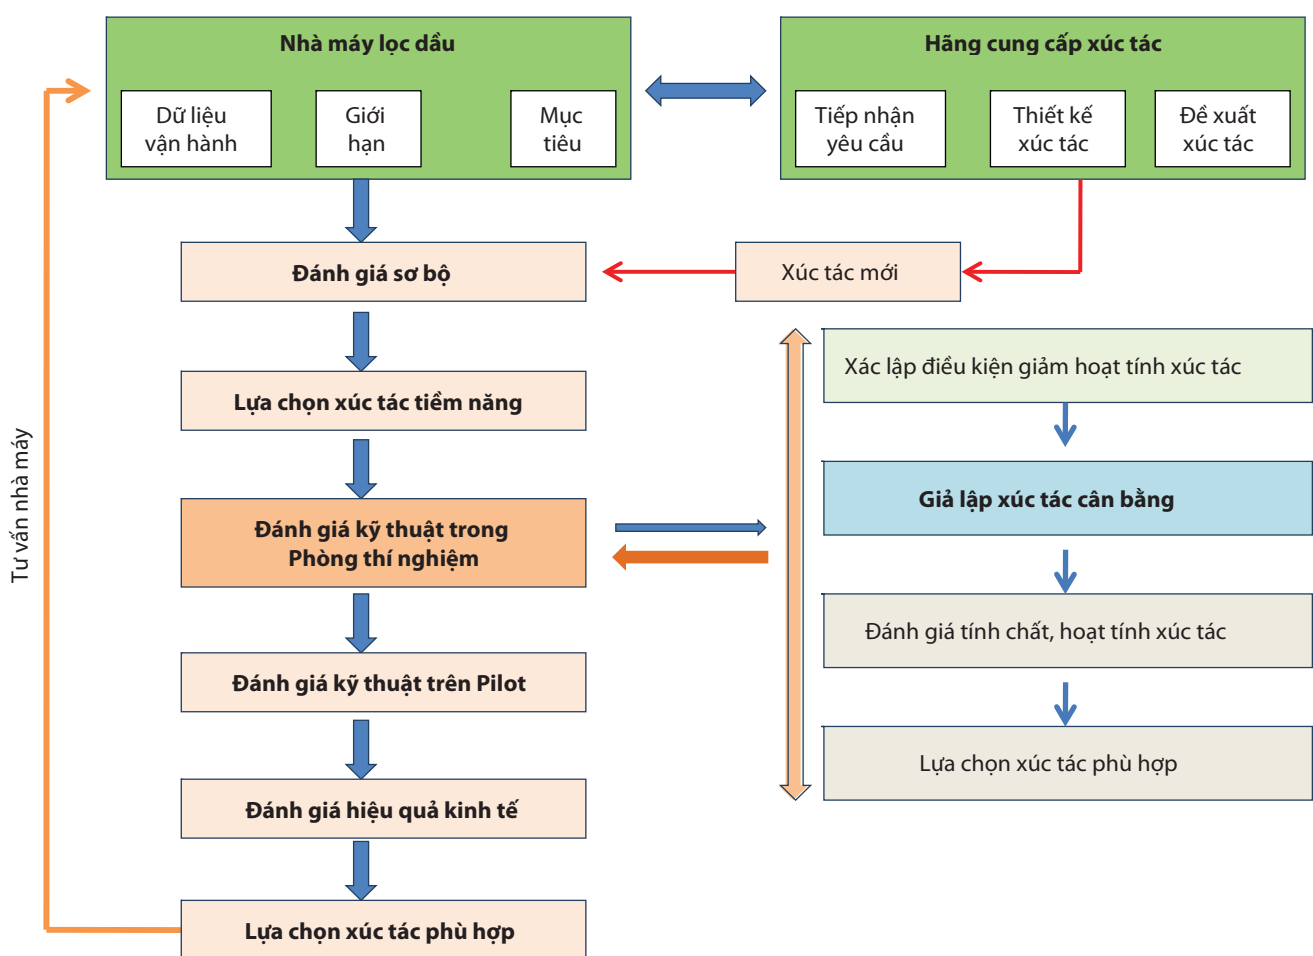 Nhà máy lọc dầu
Dữ liệu
vận hành
Giới
hạn
Mục
tiêu
Hãng cung cấp xúc tác
Tiếp nhận
yêu cầu
Thiết kế
xúc tác
Đề xuất
xúc tác
Đánh giá sơ bộ
Xúc tác mới
Lựa chọn xúc tác tiềm năng
Đánh giá kỹ thuật trong
Phòng thí nghiệm
Đánh giá kỹ thuật trên Pilot
Đánh giá hiệu quả kinh tế
Lựa chọn xúc tác phù hợp
Tư vấn nhà máy
Xác lập điều kiện giảm hoạt tính xúc tác
Giả lập xúc tác cân bằng
Đánh giá tính chất, hoạt tính xúc tác
Lựa chọn xúc tác phù hợp